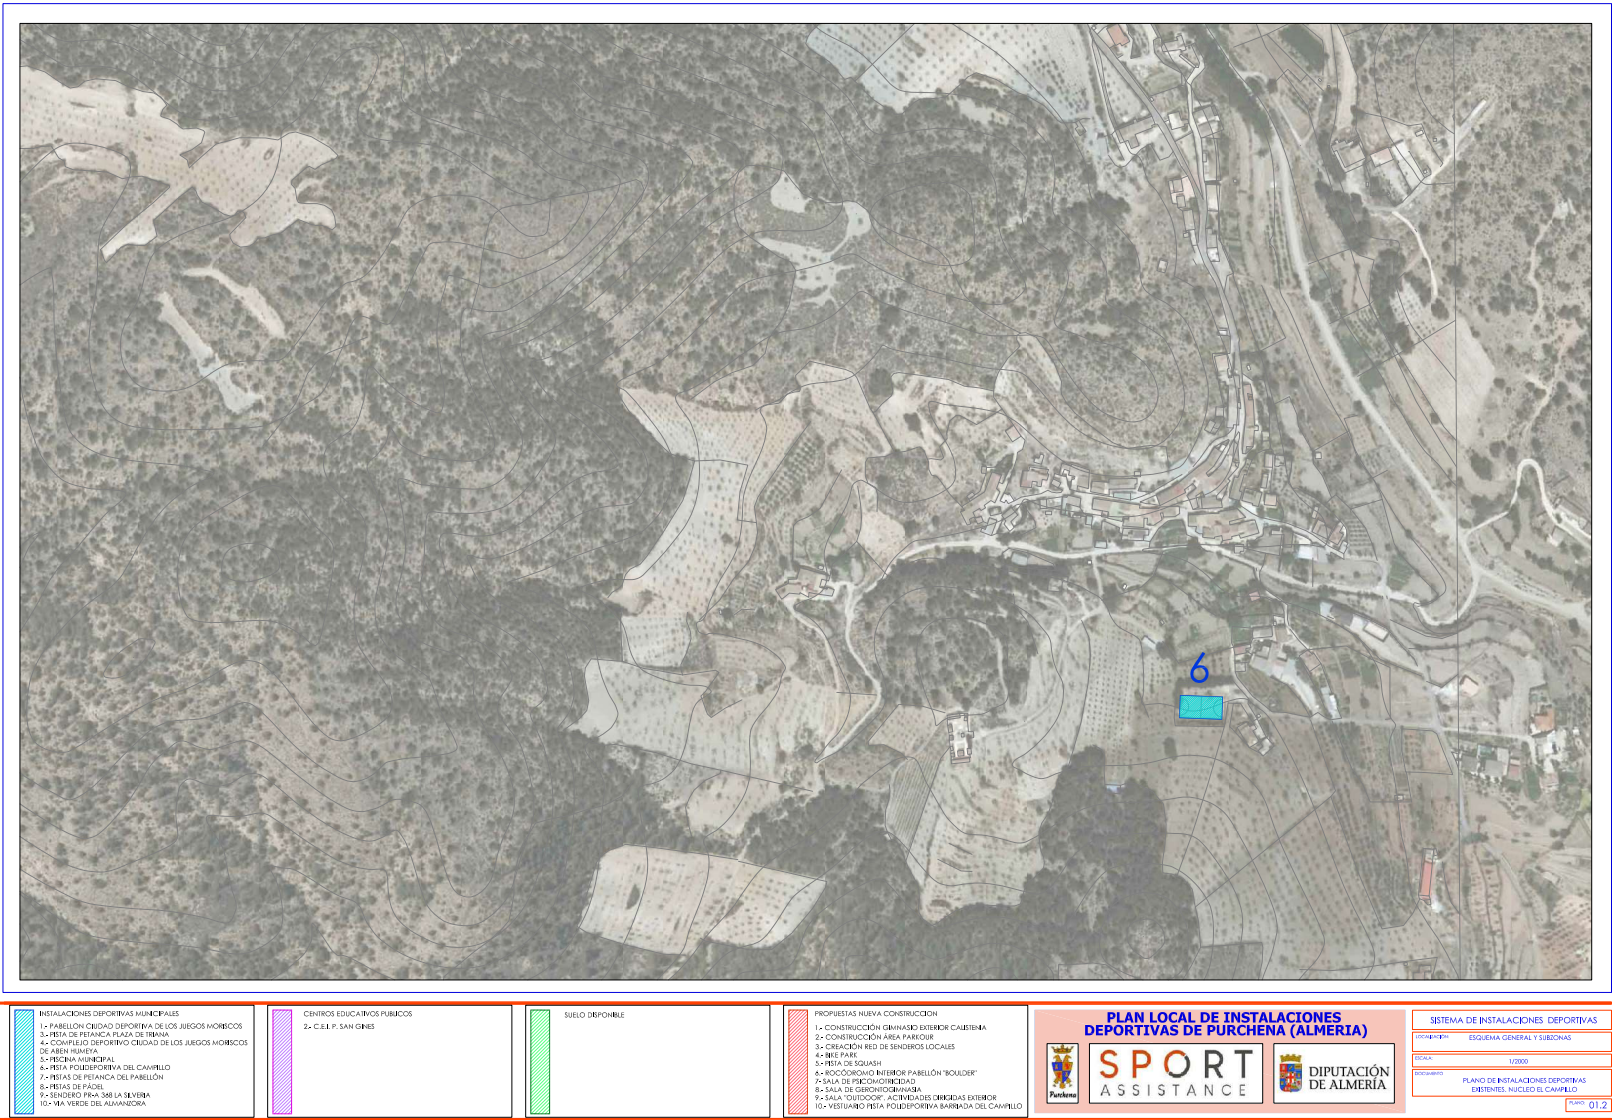 6
INSTALACIONES DEPORTIVAS MUNICIPALES
1.- PABELLON CIUDAD DEPORTIVA DE LOS JUEGOS MORISCOS
3.- PISTA DE PETANCA PLAZA DE TRIANA
4.- COMPLEJO DEPORTIVO CIUDAD DE LOS JUEGOS MORISCOS
DE ABEN HUMEYA
5.- PISCINA MUNICIPAL
6.- PISTA POLIDEPORTIVA DEL CAMPILLO
7.- PISTAS DE PETANCA DEL PABELLÓN
8.- PISTAS DE PÁDEL
9.- SENDERO PR-A 368 LA SILVERIA
10.- VIA VERDE DEL ALMANZORA
CENTROS EDUCATIVOS PUBLICOS
2.- C.E.I. P. SAN GINES
SUELO DISPONIBLE
PROPUESTAS NUEVA CONSTRUCCION
1.- CONSTRUCCIÓN GIMNASIO EXTERIOR CALISTENIA
2.- CONSTRUCCIÓN ÁREA PARKOUR
3.- CREACIÓN RED DE SENDEROS LOCALES
4.- BIKE PARK
5.- PISTA DE SQUASH
6.- ROCÓDROMO INTERIOR PABELLÓN "BOULDER"
7.- SALA DE PSICOMOTRICIDAD
8.- SALA DE GERONTOGIMNASIA
9.- SALA "OUTDOOR". ACTIVIDADES DIRIGIDAS EXTERIOR
10.- VESTUARIO PISTA POLIDEPORTIVA BARRIADA DEL CAMPILLO
PLAN LOCAL DE INSTALACIONES
DEPORTIVAS DE PURCHENA (ALMERIA)
Purchena
SPORT
ASSISTANCE
DIPUTACIÓN
DE ALMERÍA
SISTEMA DE INSTALACIONES DEPORTIVAS
LOCALIZACIÓN: ESQUEMA GENERAL Y SUBZONAS
ESCALA: 1/2000
DOCUMENTO:
PLANO DE INSTALACIONES DEPORTIVAS
EXISTENTES. NUCLEO EL CAMPILLO
PLANO: 01.2